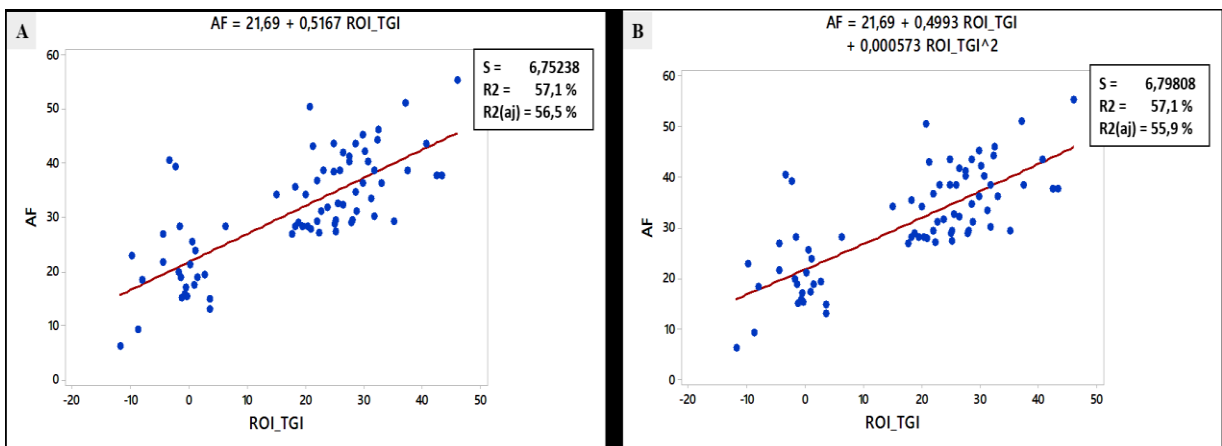 A
AF = 21,69 + 0,5167 ROI_TGI
S = 6,75238
R2 = 57,1 %
R2(aj) = 56,5 %
60
50
40
30
20
10
0
AF
-20 -10 0 10 20 30 40 50
ROI_TGI
B
AF = 21,69 + 0,4993 ROI_TGI
+ 0,000573 ROI_TGI^2
S = 6,79808
R2 = 57,1 %
R2(aj) = 55,9 %
60
50
40
30
20
10
0
AF
-20 -10 0 10 20 30 40 50
ROI_TGI